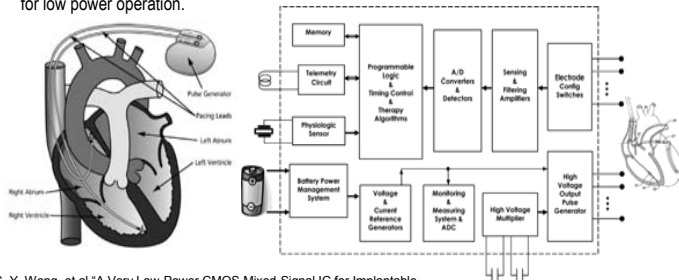 for low power operation.
Pulse Generator
Pacing Leads
Left Atrium
Left Ventricle
Right Atrium
Right Ventricle
Memory
Telemetry
Circuit
Physiologic
Sensor
Programmable
Logic
&
Timing Control
&
Therapy
Algorithms
A/D
Converters
&
Detectors
Sensing
&
Filtering
Amplifiers
Electrode
Config
Switches
Battery Power
Management
System
Voltage
&
Current
Reference
Generators
Monitoring
&
Measuring
System &
ADC
High Voltage
Multiplier
High
Voltage
Output
Pulse
Generator
Y. Wong, et al "A Very Low Power CMOS Mixed-Signal IC for Implantable